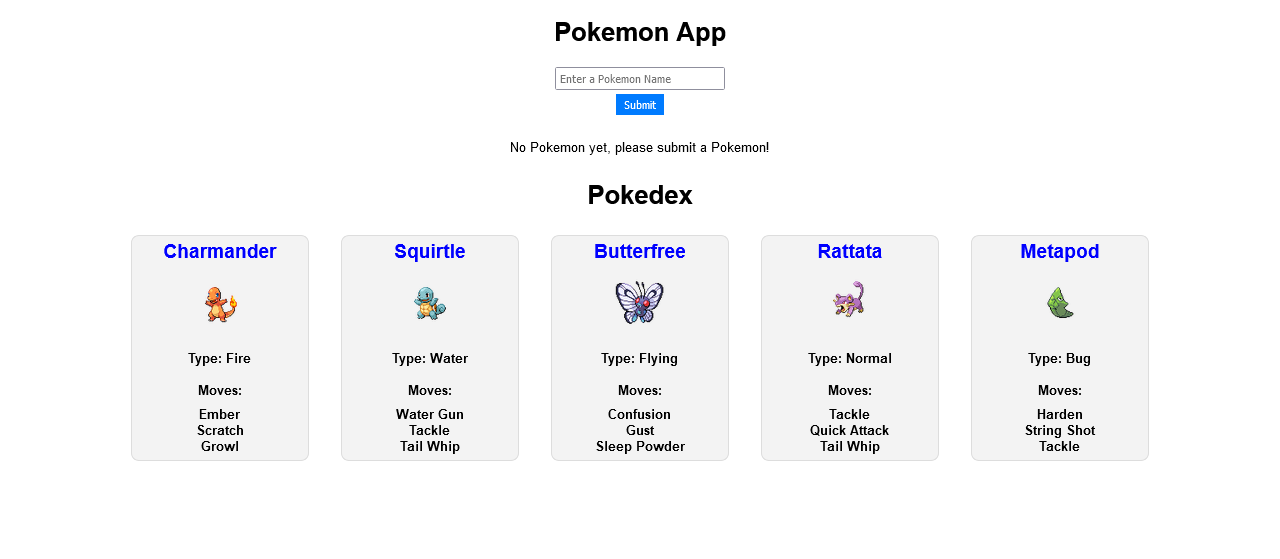 Pokemon App
Enter a Pokemon Name
Submit
No Pokemon yet, please submit a Pokemon!
Pokedex
Charmander
Type: Fire
Moves:
Ember
Scratch
Growl
Squirtle
Type: Water
Moves:
Water Gun
Tackle
Tail Whip
Butterfree
Type: Flying
Moves:
Confusion
Gust
Sleep Powder
Rattata
Type: Normal
Moves:
Tackle
Quick Attack
Tail Whip
Metapod
Type: Bug
Moves:
Harden
String Shot
Tackle